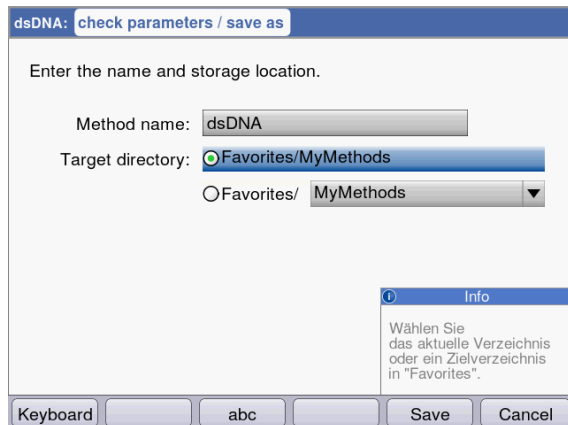 dsDNA: check parameters / save as
Enter the name and storage location.
Method name: dsDNA
Target directory: Favorites/MyMethods
Favorites/ MyMethods
Info
Wählen Sie
das aktuelle Verzeichnis
oder ein Zielverzeichnis
in "Favorites".
Keyboard abc Save Cancel